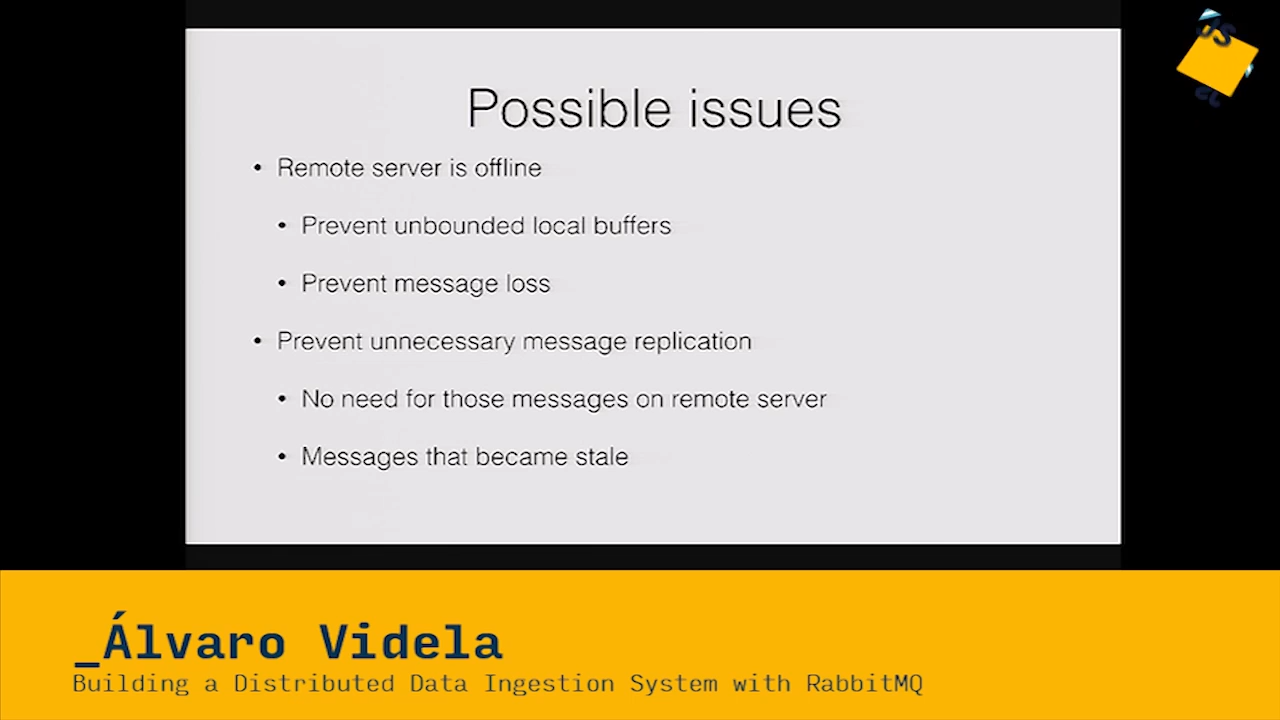 Possible issues
• Remote server is offline
• Prevent unbounded local buffers
• Prevent message loss
• Prevent unnecessary message replication
• No need for those messages on remote server
• Messages that became stale
_Álvaro Videla
Building a Distributed Data Ingestion System with RabbitMQ